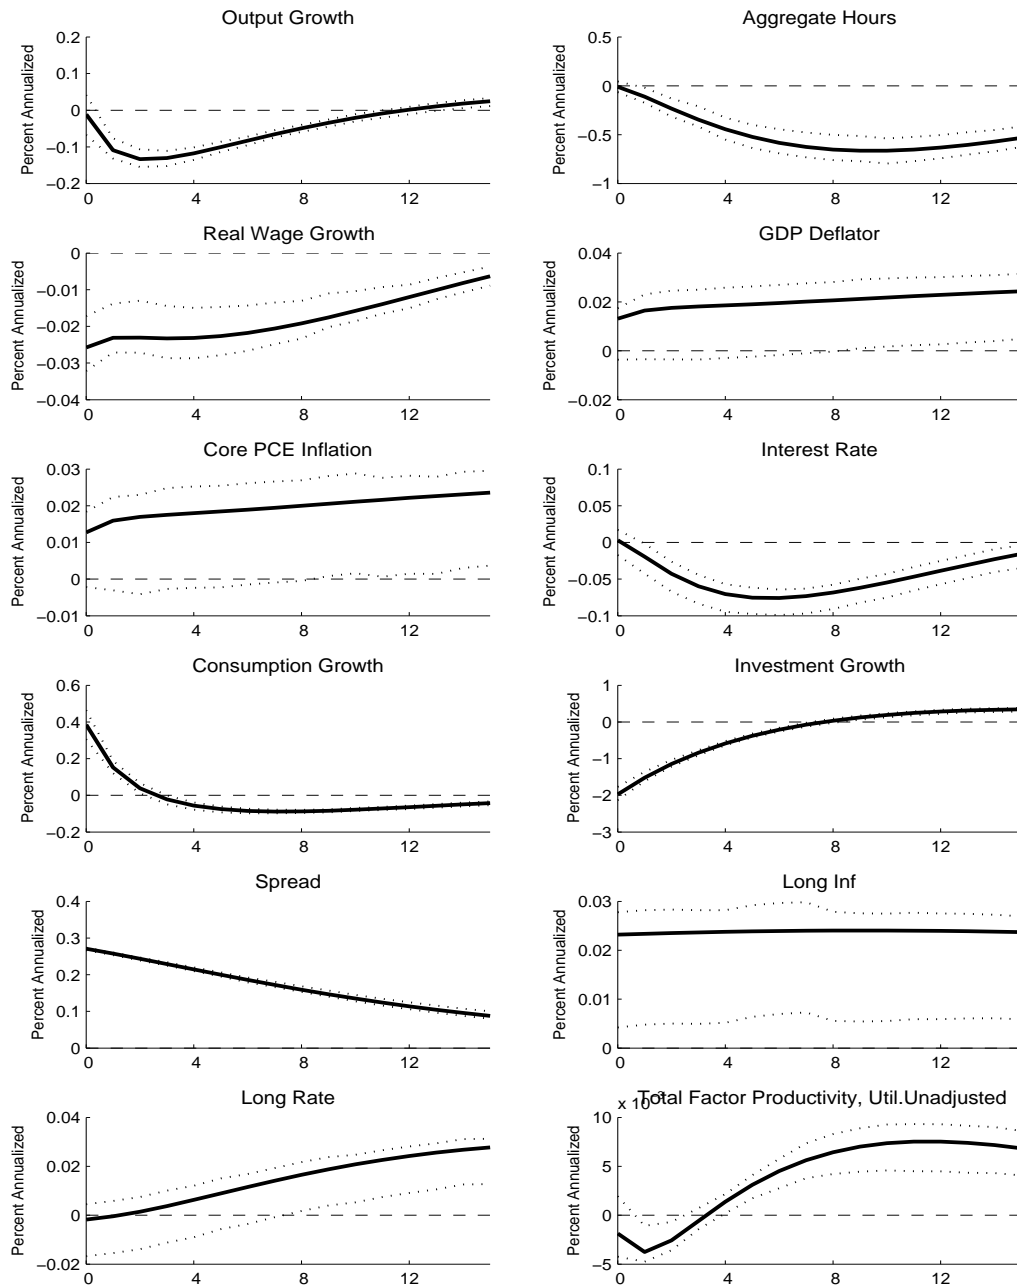 Output Growth
Percent Annualized
0.2
0.1
0
−0.1
−0.2
0 4 8 12
Aggregate Hours
Percent Annualized
0.5
0
−0.5
−1
0 4 8 12
Real Wage Growth
Percent Annualized
0
−0.01
−0.02
−0.03
−0.04
0 4 8 12
GDP Deflator
Percent Annualized
0.04
0.02
0
−0.02
0 4 8 12
Core PCE Inflation
Percent Annualized
0.03
0.02
0.01
0
−0.01
0 4 8 12
Interest Rate
Percent Annualized
0.1
0.05
0
−0.05
−0.1
0 4 8 12
Consumption Growth
Percent Annualized
0.6
0.4
0.2
0
−0.2
0 4 8 12
Investment Growth
Percent Annualized
1
0
−1
−2
−3
0 4 8 12
Spread
Percent Annualized
0.4
0.3
0.2
0.1
0
0 4 8 12
Long Inf
Percent Annualized
0.03
0.02
0.01
0
0 4 8 12
Long Rate
Percent Annualized
0.04
0.02
0
−0.02
0 4 8 12
Total Factor Productivity, Util.Unadjusted
x 10
Percent Annualized
10
5
0
−5
0 4 8 12